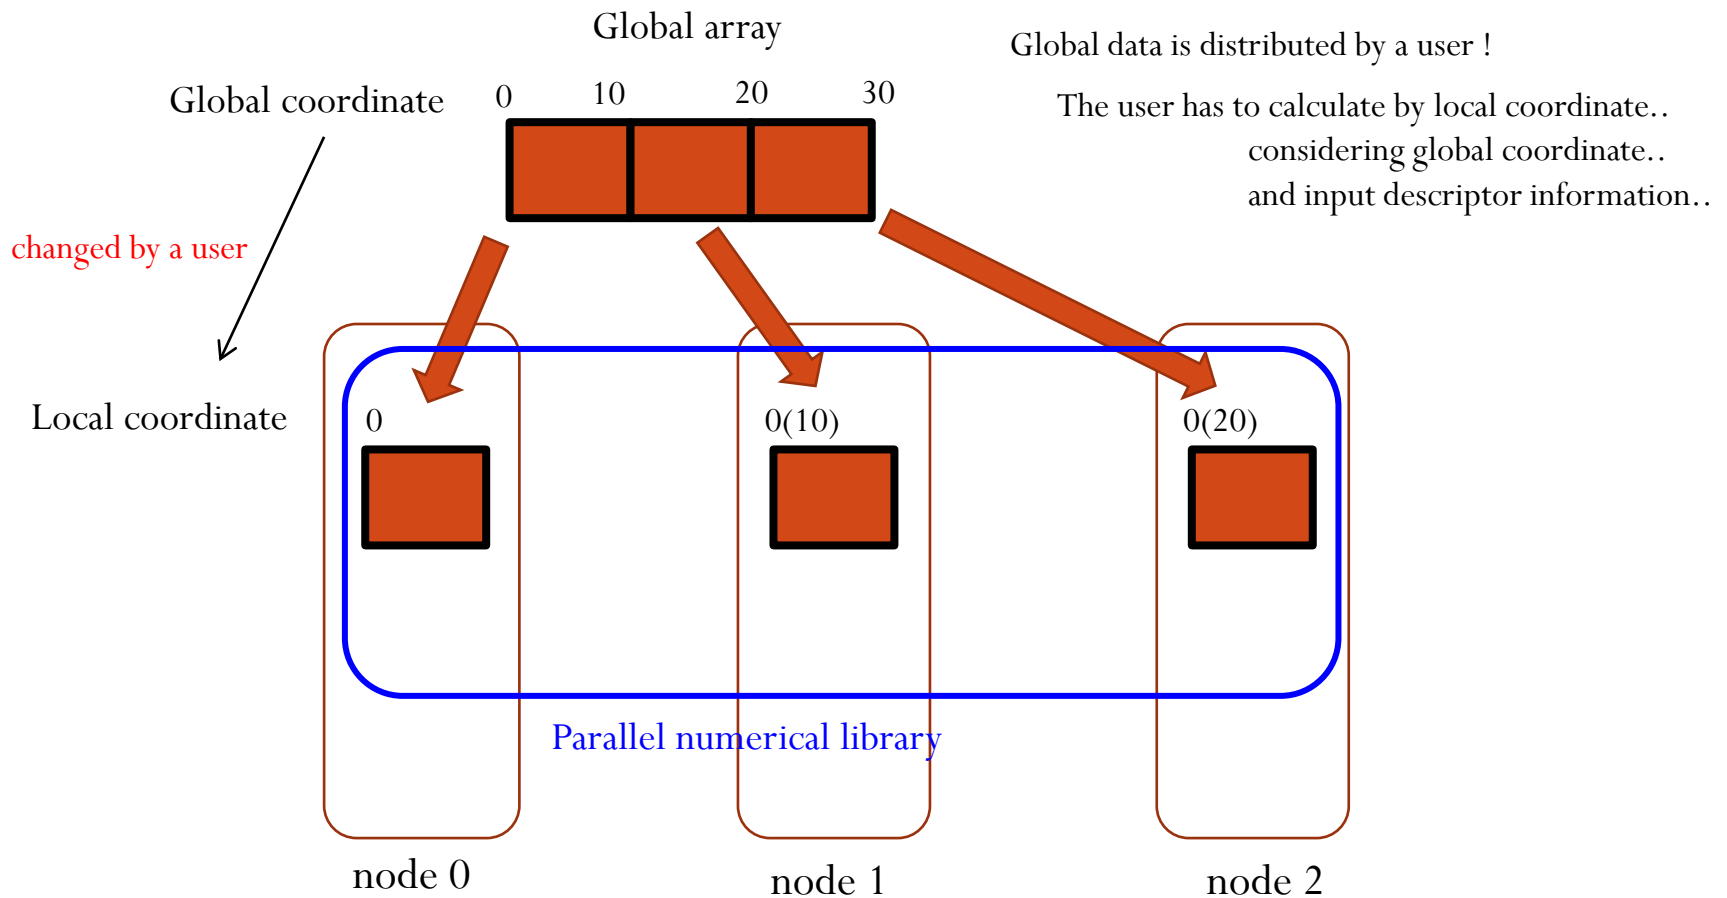 Global array
Global data is distributed by a user !
Global coordinate
0 10 20 30
The user has to calculate by local coordinate..
considering global coordinate..
and input descriptor information..
changed by a user
Local coordinate
0 0(10) 0(20)
Parallel numerical library
node 0 node 1 node 2